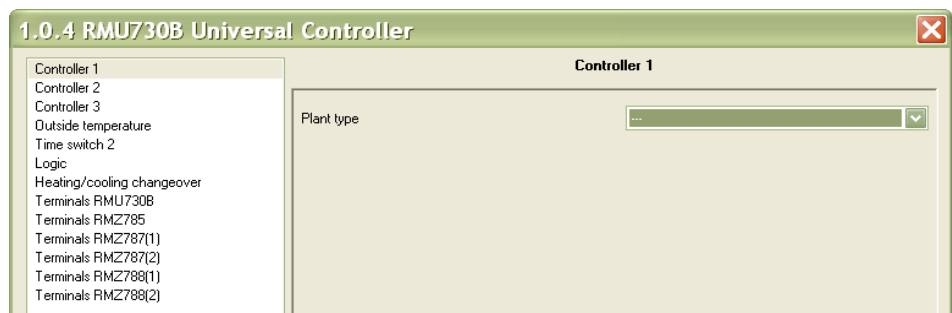 1.0.4 RMU730B Universal Controller
Controller 1
Controller 2
Controller 3
Outside temperature
Time switch 2
Logic
Heating/cooling changeover
Terminals RMU730B
Terminals RMZ785
Terminals RMZ787(1)
Terminals RMZ787(2)
Terminals RMZ788(1)
Terminals RMZ788(2)
Controller 1
Plant type
---